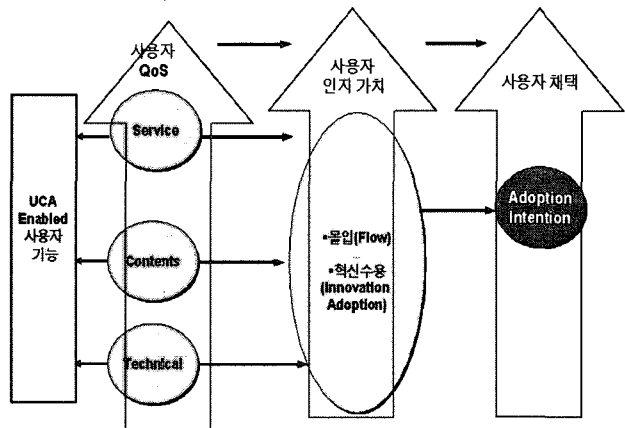 사용자
QoS
사용자
인지 가치
사용자 채택
Service
UCA
Enabled
사용자
기능
Contents
Technical
▪몰입(Flow)
▪혁신수용
(Innovation
Adoption)
Adoption
Intention